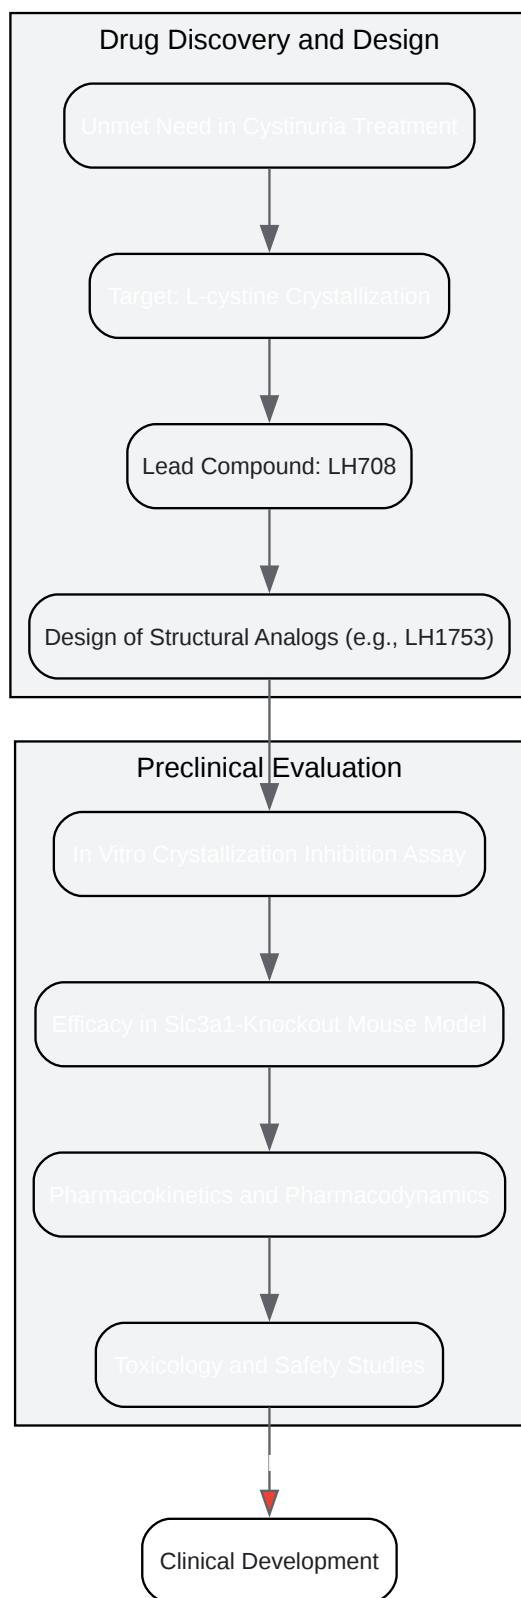 Drug Discovery and Design
Unmet Need in Cystinuria Treatment
Target: L-cystine Crystallization
Lead Compound: LH708
Design of Structural Analogs (e.g., LH1753)
Preclinical Evaluation
In Vitro Crystallization Inhibition Assay
Efficacy in Slc3a1-Knockout Mouse Model
Pharmacokinetics and Pharmacodynamics
Toxicology and Safety Studies
Clinical Development